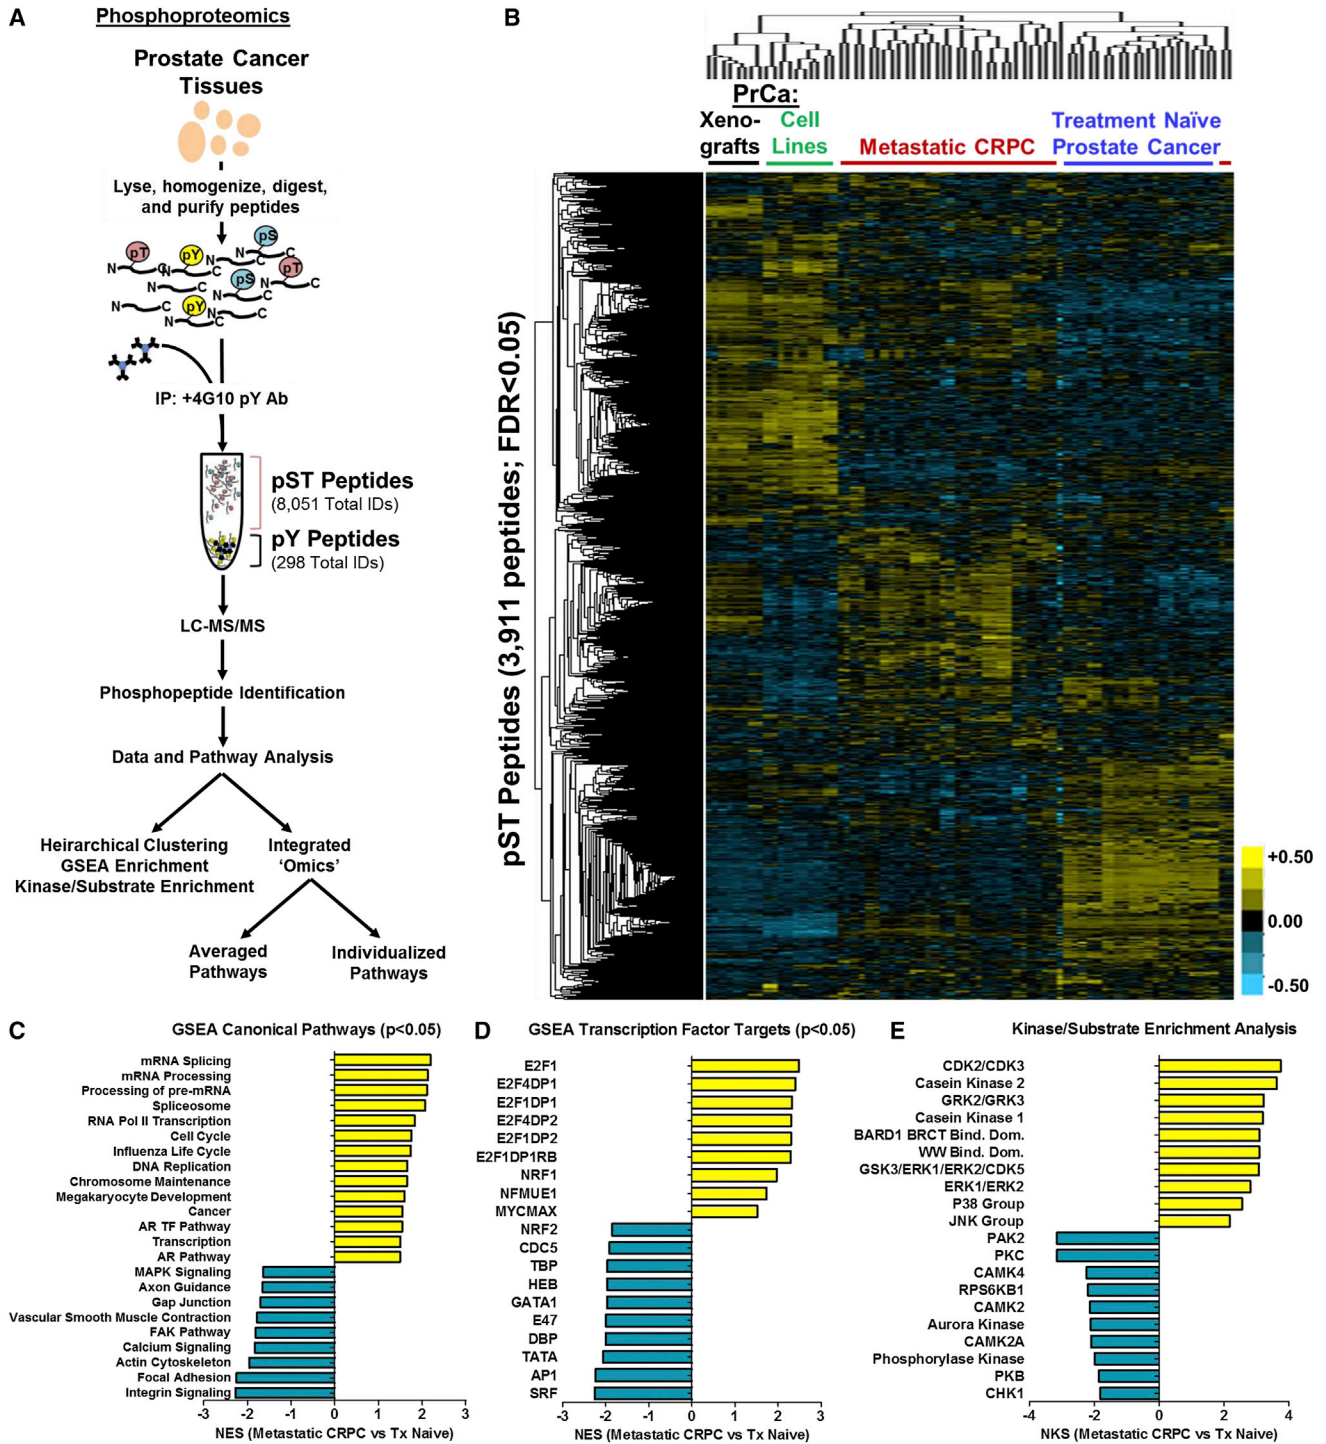 A
Phosphoproteomics
Prostate Cancer
Tissues
Lyse, homogenize, digest,
and purify peptides
pS
pT
pY
N
C
N
C
pT
N
C
N
C
pS
N
C
N
C
N
C
N
C
pY
N
C
N
C
IP: +4G10 pY Ab
pST Peptides
(8,051 Total IDs)
pY Peptides
(298 Total IDs)
LC-MS/MS
Phosphopeptide Identification
Data and Pathway Analysis
Heirarchical Clustering
GSEA Enrichment
Kinase/Substrate Enrichment
Integrated
‘Omics’
Averaged
Pathways
Individualized
Pathways
B
PrCa:
Xeno-
grafts
Cell
Lines
Metastatic CRPC
Treatment Naïve
Prostate Cancer
pST Peptides (3,911 peptides; FDR<0.05)
+0.50
0.00
-0.50
C
GSEA Canonical Pathways (p<0.05)
mRNA Splicing
mRNA Processing
Processing of pre-mRNA
Spliceosome
RNA Pol II Transcription
Cell Cycle
Influenza Life Cycle
DNA Replication
Chromosome Maintenance
Megakaryocyte Development
Cancer
AR TF Pathway
Transcription
AR Pathway
MAPK Signaling
Axon Guidance
Gap Junction
Vascular Smooth Muscle Contraction
FAK Pathway
Calcium Signaling
Actin Cytoskeleton
Focal Adhesion
Integrin Signaling
-3 -2 -1 0 1 2 3
NES (Metastatic CRPC vs Tx Naive)
D
GSEA Transcription Factor Targets (p<0.05)
E2F1
E2F4DP1
E2F1DP1
E2F4DP2
E2F1DP2
E2F1DP1RB
NRF1
NFMUE1
MYCMAX
NRF2
CDC5
TBP
HEB
GATA1
E47
DBP
TATA
AP1
SRF
-3 -2 -1 0 1 2 3
NES (Metastatic CRPC vs Tx Naive)
E
Kinase/Substrate Enrichment Analysis
CDK2/CDK3
Casein Kinase 2
GRK2/GRK3
Casein Kinase 1
BARD1 BRCT Bind. Dom.
WW Bind. Dom.
GSK3/ERK1/ERK2/CDK5
ERK1/ERK2
P38 Group
JNK Group
PAK2
PKC
CAMK4
RPS6KB1
CAMK2
Aurora Kinase
CAMK2A
Phosphorylase Kinase
PKB
CHK1
-4 -2 0 2 4
NKS (Metastatic CRPC vs Tx Naive)